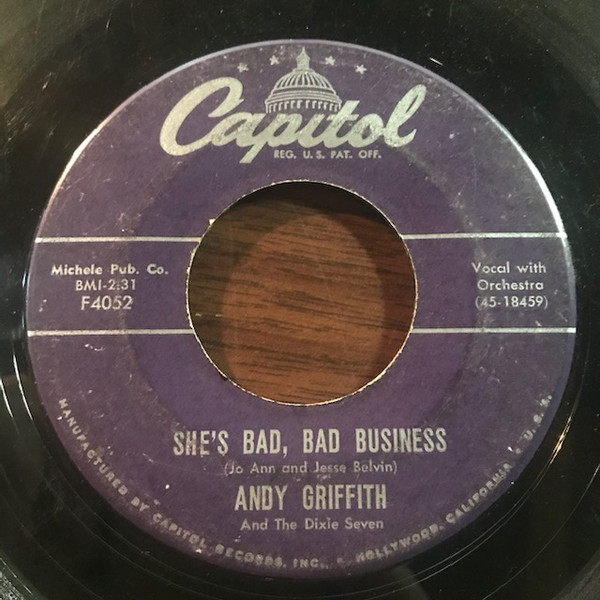 Capitol
REG. U. S. PAT. OFF.
Michele Pub. Co.
BMI-2:31
F4052
Vocal with
Orchestra
(45-18459)
SHE'S BAD, BAD BUSINESS
(Jo Ann and Jesse Belvin)
ANDY GRIFFITH
And The Dixie Seven
MANUFACTURED BY CAPITOL RECORDS, INC., HOLLYWOOD, CALIFORNIA, U. S. A.